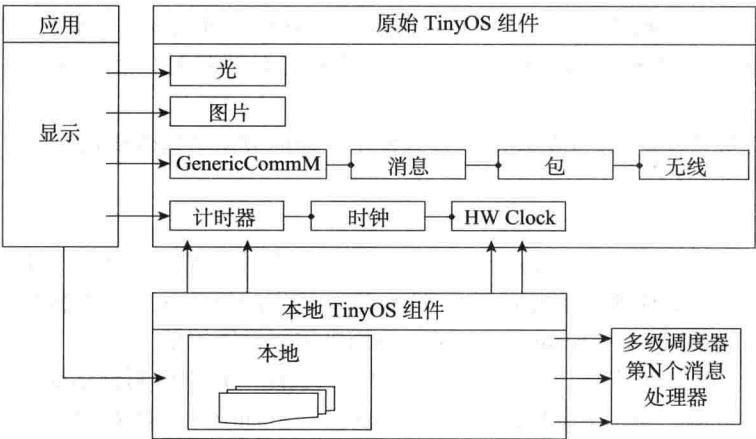 应用
原始 TinyOS 组件
显示
光
图片
GenericCommM
消息
包
无线
计时器
时钟
HW Clock
本地 TinyOS 组件
本地
多级调度器
第N个消息
处理器